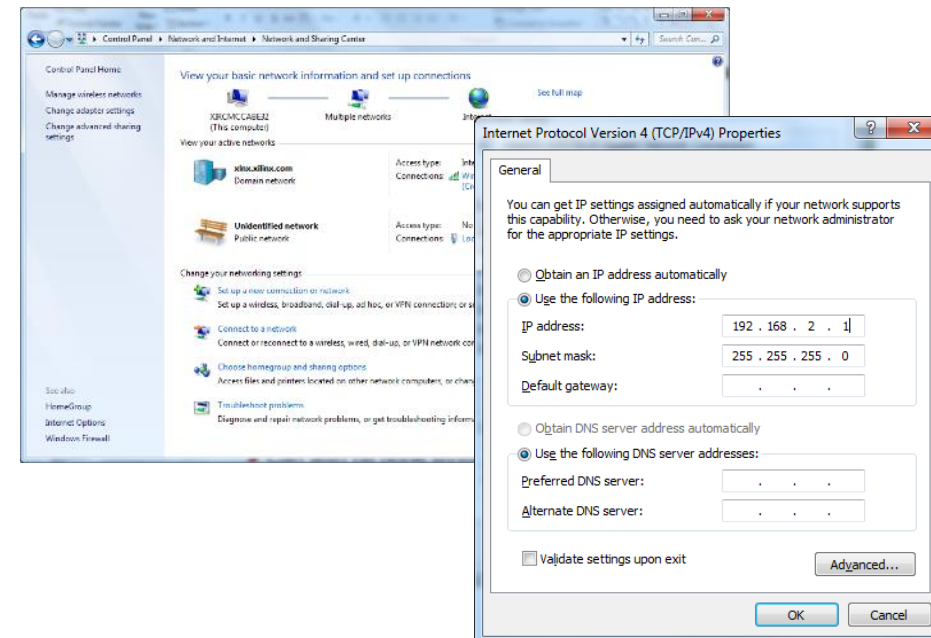 Control Panel ▸ Network and Internet ▸ Network and Sharing Center
Search Con...
Control Panel Home
Manage wireless networks
Change adapter settings
Change advanced sharing
settings
See also
HomeGroup
Internet Options
Windows Firewall
View your basic network information and set up connections
See full map
XIRCMCCABE32
(This computer)
Multiple networks
Inte
View your active networks
xlnx.xilinx.com
Domain network
Access type: Inte
Connections: Wir
Unidentified network
Public network
Access type: No
Connections: Loc
Change your networking settings
Set up a new connection or network
Set up a wireless, broadband, dial-up, ad hoc, or VPN connection; or se
Connect to a network
Connect or reconnect to a wireless, wired, dial-up, or VPN network con
Choose homegroup and sharing options
Access files and printers located on other network computers, or chang
Troubleshoot problems
Diagnose and repair network problems, or get troubleshooting inform
Internet Protocol Version 4 (TCP/IPv4) Properties
General
You can get IP settings assigned automatically if your network supports
this capability. Otherwise, you need to ask your network administrator
for the appropriate IP settings.
Obtain an IP address automatically
Use the following IP address:
IP address: 192 . 168 . 2 . 1
Subnet mask: 255 . 255 . 255 . 0
Default gateway: . . .
Obtain DNS server address automatically
Use the following DNS server addresses:
Preferred DNS server: . . .
Alternate DNS server: . . .
Validate settings upon exit
Advanced...
OK
Cancel